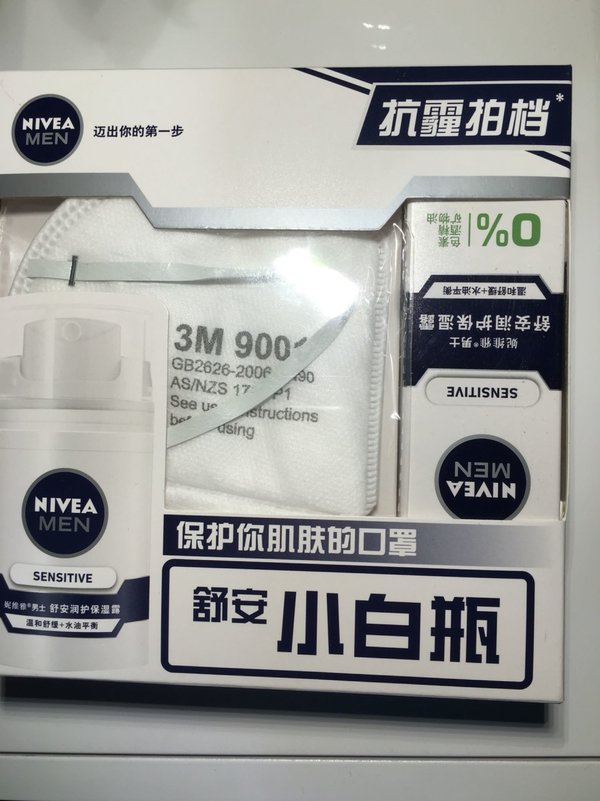 NIVEA
MEN
迈出你的第一步
抗霾拍档*
0%
色素
酒精
矿物油
温和舒缓+水油平衡
舒安润护保湿露
妮维雅®男士
SENSITIVE
NIVEA
MEN
3M 9001
GB2626-2006
AS/NZS P1
See instructions
using
NIVEA
MEN
SENSITIVE
妮维雅®男士 舒安润护保湿露
温和舒缓+水油平衡
保护你肌肤的口罩
舒安 小白瓶